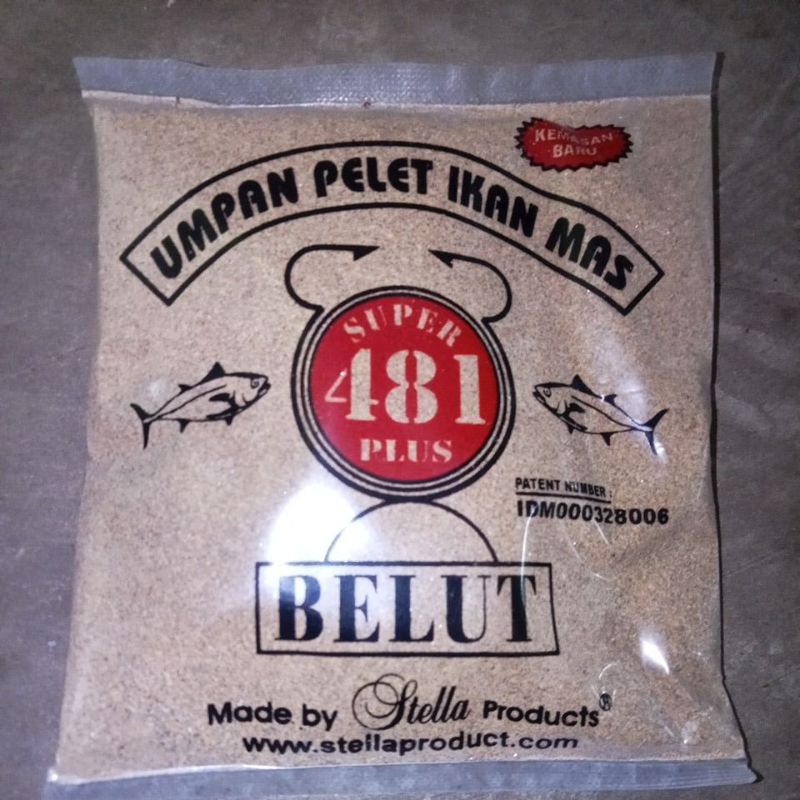 KEMASAN
BARU
UMPAN PELET IKAN MAS
SUPER
481
PLUS
PATENT NUMBER :
IDM000328006
BELUT
Made by Stella Products®
www.stellaproduct.com